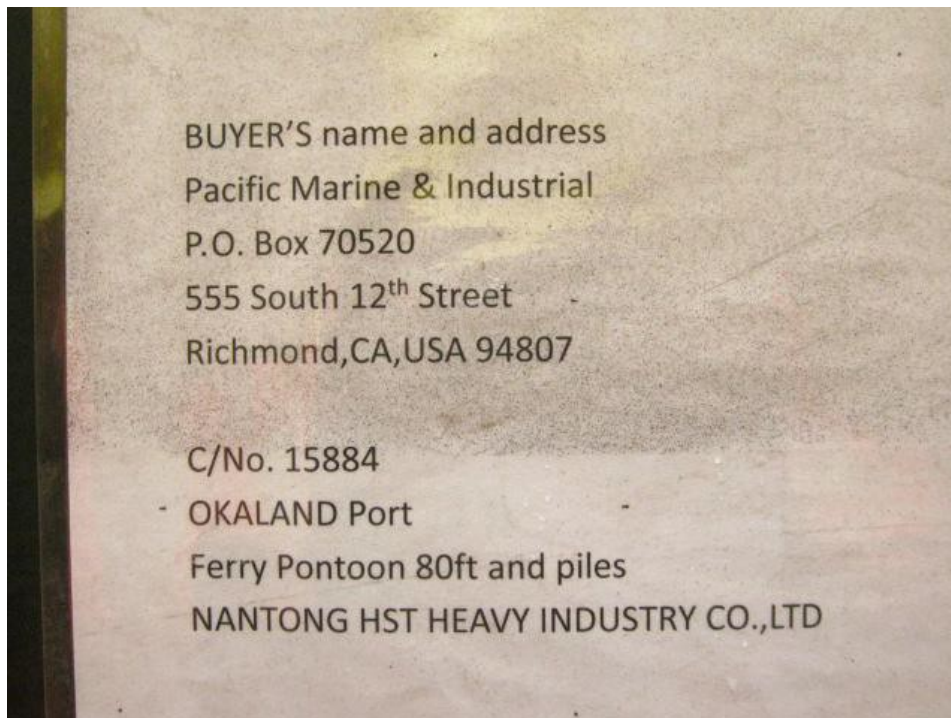 BUYER'S name and address
Pacific Marine & Industrial
P.O. Box 70520
555 South 12th Street
Richmond,CA,USA 94807
C/No. 15884
OKALAND Port
Ferry Pontoon 80ft and piles
NANTONG HST HEAVY INDUSTRY CO.,LTD